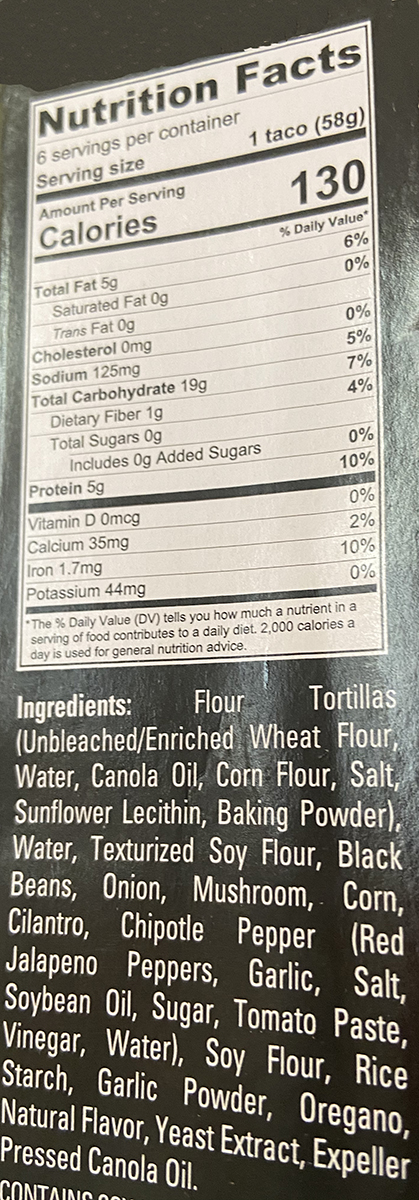 Nutrition Facts
6 servings per container
Serving size 1 taco (58g)
Amount Per Serving
Calories 130
% Daily Value*
Total Fat 5g 6%
Saturated Fat 0g 0%
Trans Fat 0g
Cholesterol 0mg 0%
Sodium 125mg 5%
Total Carbohydrate 19g 7%
Dietary Fiber 1g 4%
Total Sugars 0g
Includes 0g Added Sugars 0%
Protein 5g 10%
Vitamin D 0mcg 0%
Calcium 35mg 2%
Iron 1.7mg 10%
Potassium 44mg 0%
*The % Daily Value (DV) tells you how much a nutrient in a
serving of food contributes to a daily diet. 2,000 calories a
day is used for general nutrition advice.
Ingredients: Flour Tortillas
(Unbleached/Enriched Wheat Flour,
Water, Canola Oil, Corn Flour, Salt,
Sunflower Lecithin, Baking Powder),
Water, Texturized Soy Flour, Black
Beans, Onion, Mushroom, Corn,
Cilantro, Chipotle Pepper (Red
Jalapeno Peppers, Garlic, Salt,
Soybean Oil, Sugar, Tomato Paste,
Vinegar, Water), Soy Flour, Rice
Starch, Garlic Powder, Oregano,
Natural Flavor, Yeast Extract, Expeller
Pressed Canola Oil.
CONTAINS